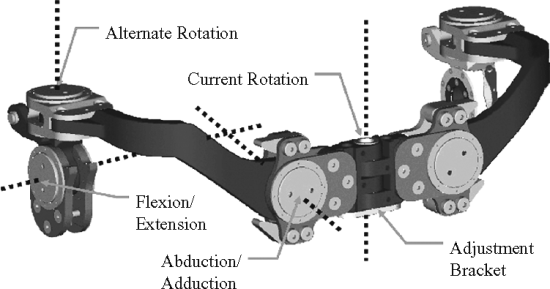 Alternate Rotation
Current Rotation
Flexion/
Extension
Abduction/
Adduction
Adjustment
Bracket